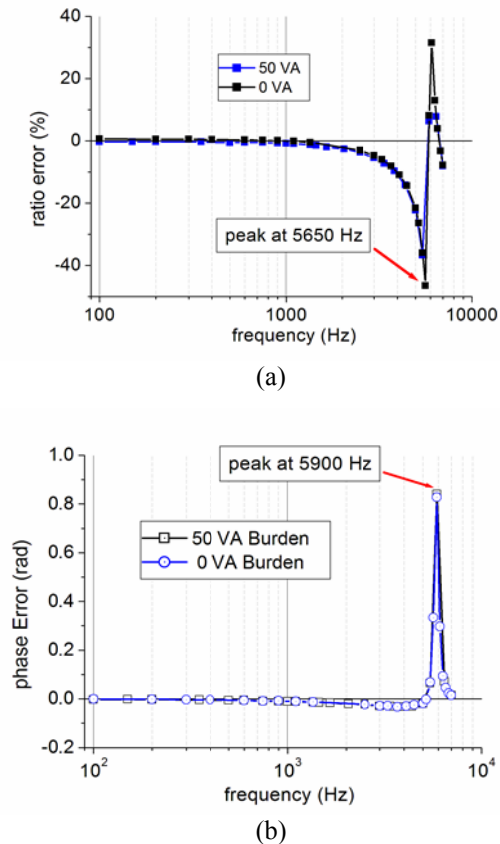 40
20
0
-20
-40
ratio error (%)
50 VA
0 VA
peak at 5650 Hz
100
1000
10000
frequency (Hz)
(a)
1.0
0.8
0.6
0.4
0.2
0.0
-0.2
phase Error (rad)
peak at 5900 Hz
50 VA Burden
0 VA Burden
10²
10³
10⁴
frequency (Hz)
(b)